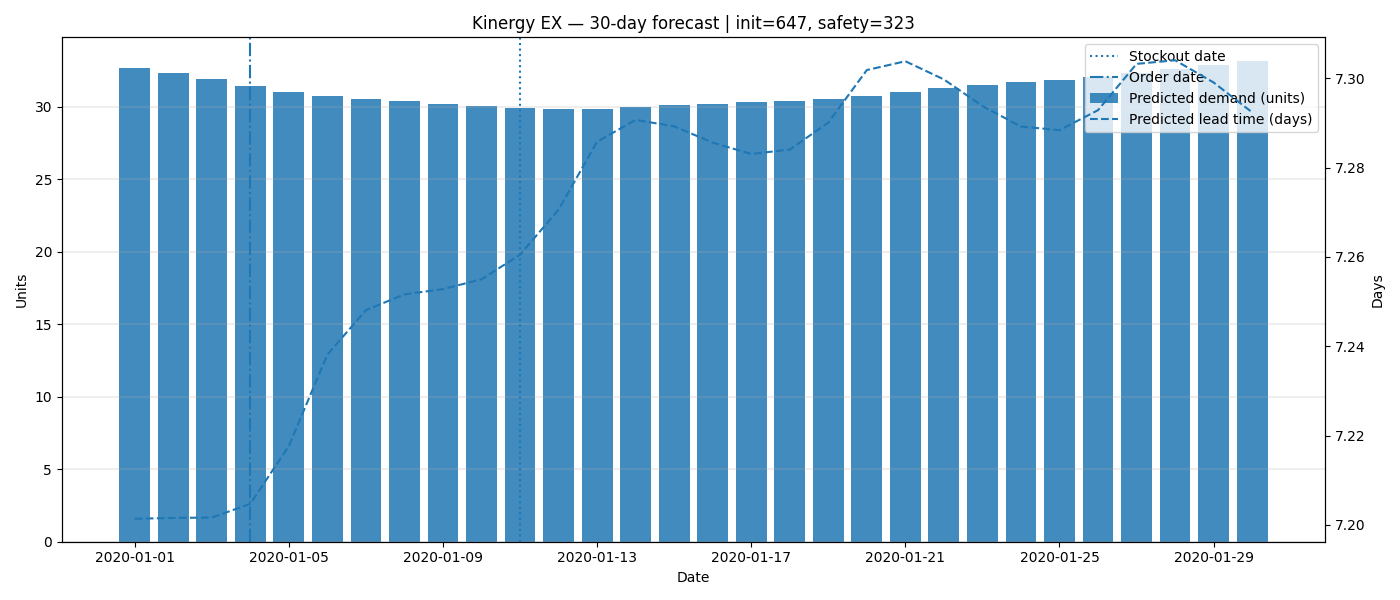 Kinergy EX — 30-day forecast | init=647, safety=323
Stockout date
Order date
Predicted demand (units)
Predicted lead time (days)
Units
30
25
20
15
10
5
0
7.30
7.28
7.26
7.24
7.22
7.20
Days
2020-01-01 2020-01-05 2020-01-09 2020-01-13 2020-01-17 2020-01-21 2020-01-25 2020-01-29
Date